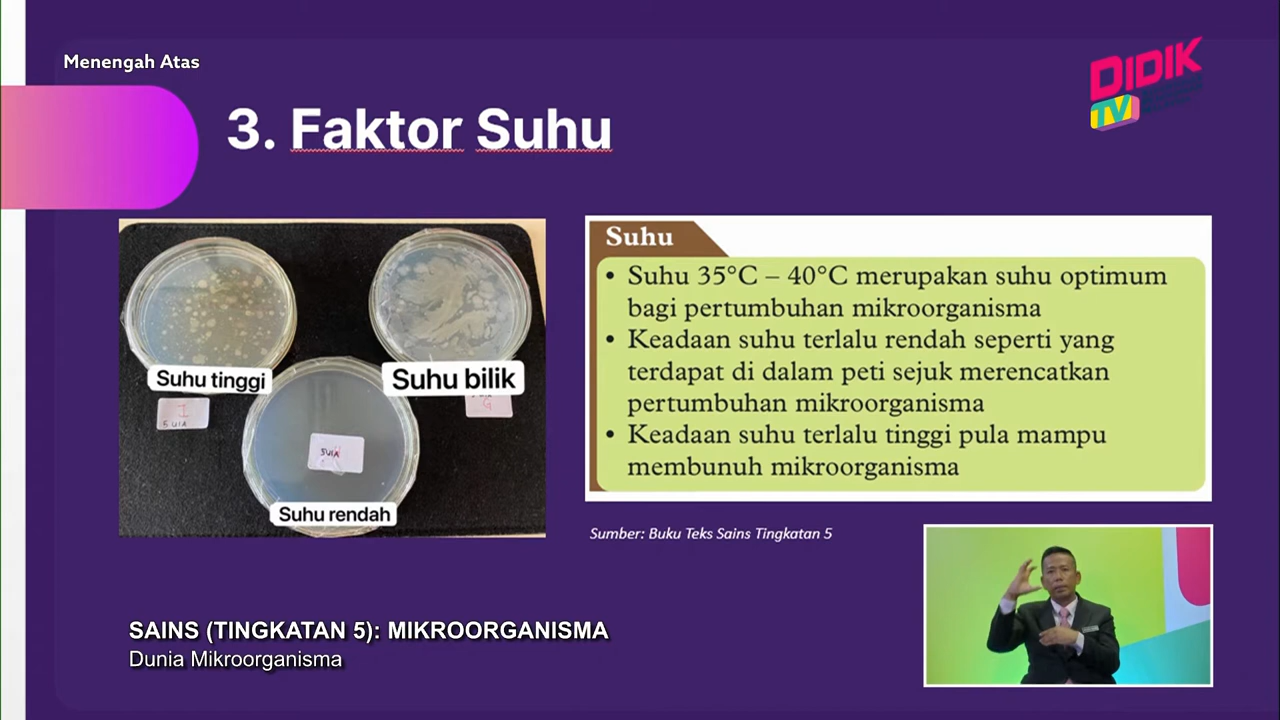 Menengah Atas
DIDIK
TV
3. Faktor Suhu
Suhu tinggi
Suhu bilik
I
5 UIA
G
5UIA
Suhu rendah
Suhu
• Suhu 35°C – 40°C merupakan suhu optimum
bagi pertumbuhan mikroorganisma
• Keadaan suhu terlalu rendah seperti yang
terdapat di dalam peti sejuk merencatkan
pertumbuhan mikroorganisma
• Keadaan suhu terlalu tinggi pula mampu
membunuh mikroorganisma
Sumber: Buku Teks Sains Tingkatan 5
SAINS (TINGKATAN 5): MIKROORGANISMA
Dunia Mikroorganisma